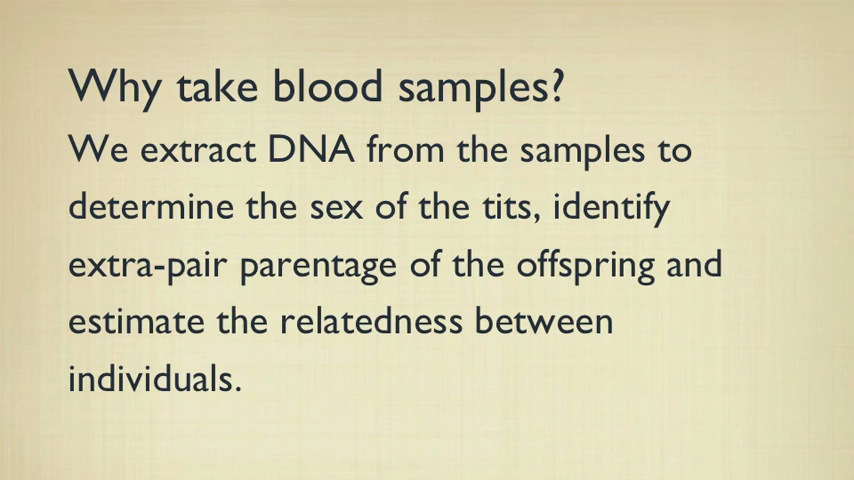 Why take blood samples?
We extract DNA from the samples to
determine the sex of the tits, identify
extra-pair parentage of the offspring and
estimate the relatedness between
individuals.